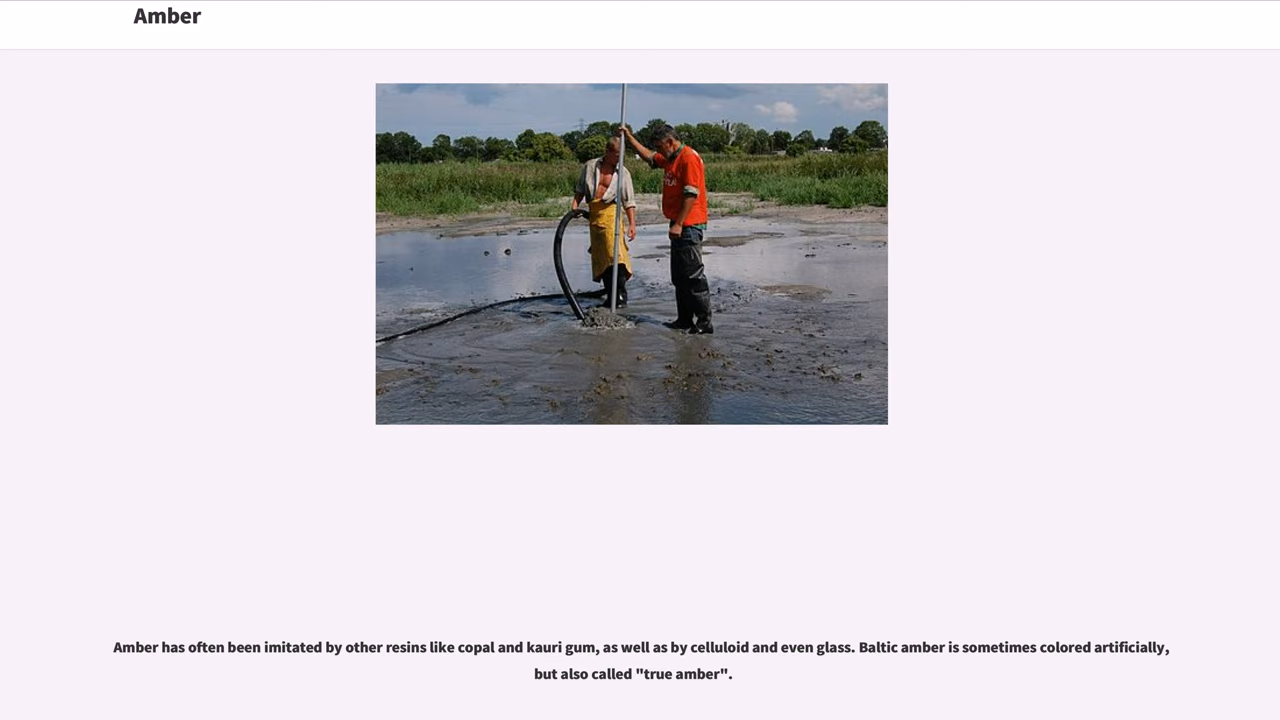 Amber
Amber has often been imitated by other resins like copal and kauri gum, as well as by celluloid and even glass. Baltic amber is sometimes colored artificially,
but also called "true amber".